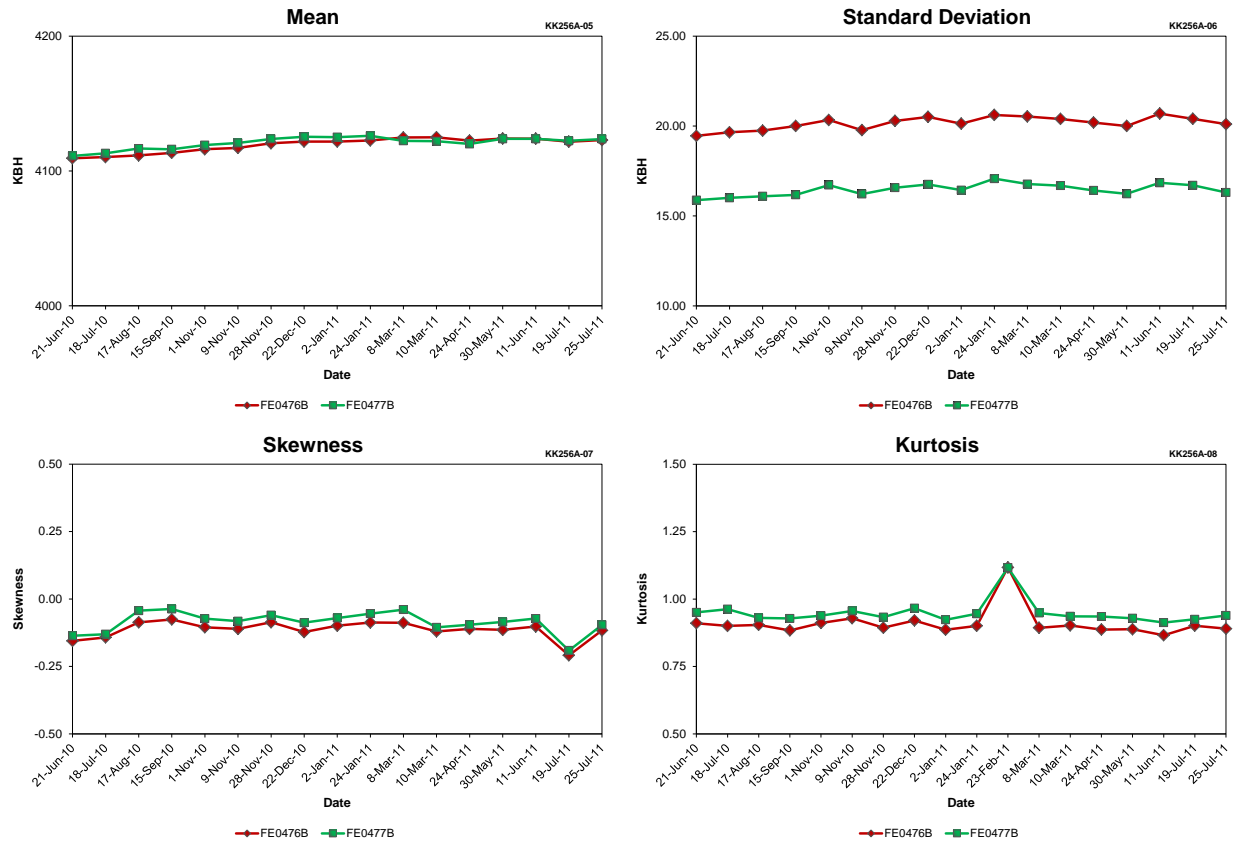 Mean
KK256A-05
4200
4100
4000
KBH
21-Jun-10
18-Jul-10
17-Aug-10
15-Sep-10
1-Nov-10
9-Nov-10
28-Nov-10
22-Dec-10
2-Jan-11
24-Jan-11
8-Mar-11
10-Mar-11
24-Apr-11
30-May-11
11-Jun-11
19-Jul-11
25-Jul-11
Date
FE0476B FE0477B
Standard Deviation
KK256A-06
25.00
20.00
15.00
10.00
KBH
21-Jun-10
18-Jul-10
17-Aug-10
15-Sep-10
1-Nov-10
9-Nov-10
28-Nov-10
22-Dec-10
2-Jan-11
24-Jan-11
8-Mar-11
10-Mar-11
24-Apr-11
30-May-11
11-Jun-11
19-Jul-11
25-Jul-11
Date
FE0476B FE0477B
Skewness
KK256A-07
0.50
0.25
0.00
-0.25
-0.50
Skewness
21-Jun-10
18-Jul-10
17-Aug-10
15-Sep-10
1-Nov-10
9-Nov-10
28-Nov-10
22-Dec-10
2-Jan-11
24-Jan-11
8-Mar-11
10-Mar-11
24-Apr-11
30-May-11
11-Jun-11
19-Jul-11
25-Jul-11
Date
FE0476B FE0477B
Kurtosis
KK256A-08
1.50
1.25
1.00
0.75
0.50
Kurtosis
21-Jun-10
18-Jul-10
17-Aug-10
15-Sep-10
1-Nov-10
9-Nov-10
28-Nov-10
22-Dec-10
2-Jan-11
24-Jan-11
23-Feb-11
8-Mar-11
10-Mar-11
24-Apr-11
30-May-11
11-Jun-11
19-Jul-11
25-Jul-11
Date
FE0476B FE0477B